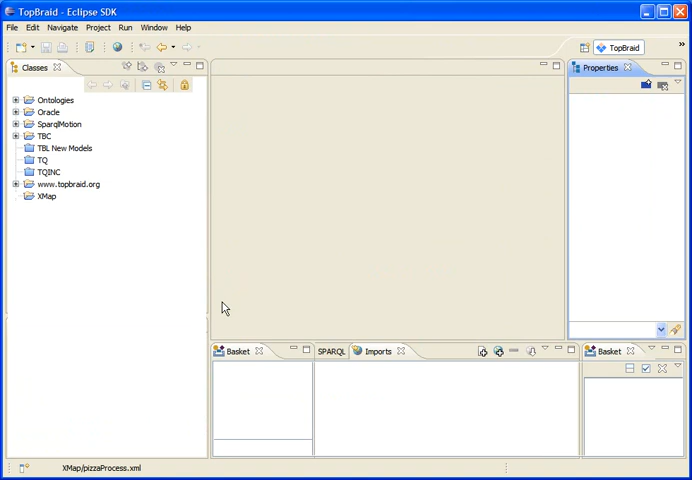 TopBraid - Eclipse SDK
File Edit Navigate Project Run Window Help
TopBraid
Classes
Properties
Ontologies
Oracle
SparqlMotion
TBC
TBL New Models
TQ
TQINC
www.topbraid.org
XMap
Basket
SPARQL
Imports
Basket
XMap/pizzaProcess.xml